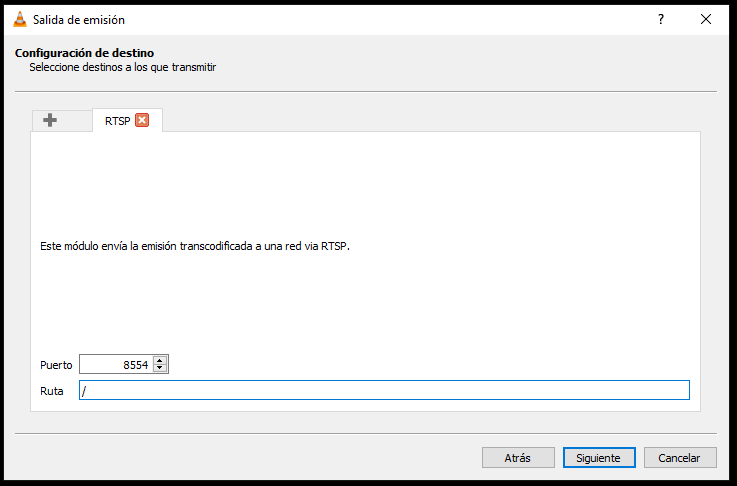 Salida de emisión
?
Configuración de destino
Seleccione destinos a los que transmitir
RTSP
Este módulo envía la emisión transcodificada a una red via RTSP.
Puerto 8554
Ruta /
Atrás Siguiente Cancelar